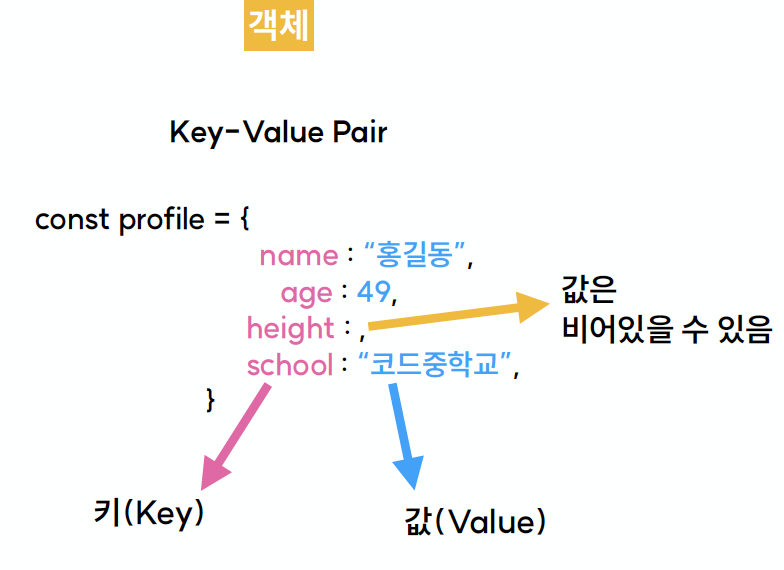 객체
Key-Value Pair
const profile = {
name : “홍길동”,
age : 49,
height : ,
school : “코드중학교”,
}
값은
비어있을 수 있음
키(Key)
값(Value)